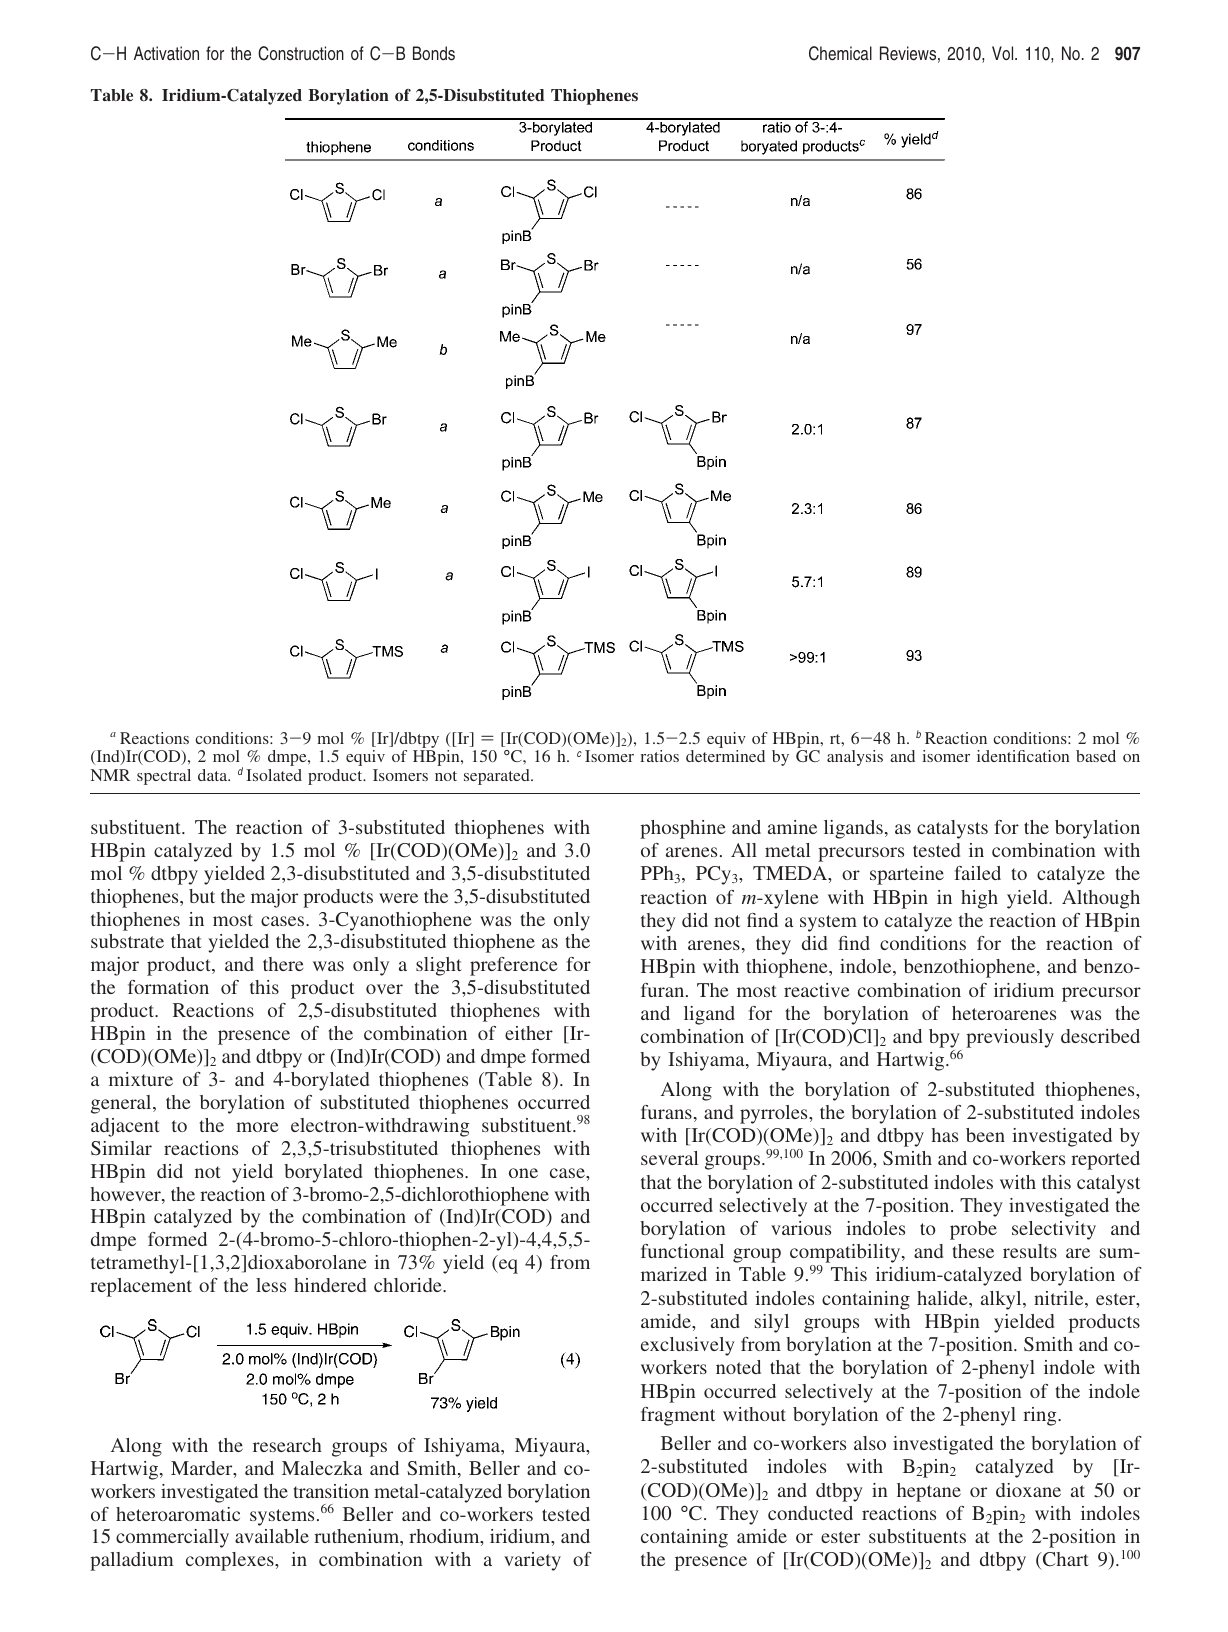 C−H Activation for the Construction of C−B Bonds
Chemical Reviews, 2010, Vol. 110, No. 2 907
Table 8. Iridium-Catalyzed Borylation of 2,5-Disubstituted Thiophenes
thiophene conditions 3-borylated Product 4-borylated Product ratio of 3-:4- boryated productsᶜ % yieldᵈ
Cl S Cl a Cl S Cl pinB ----- n/a 86
Br S Br a Br S Br pinB ----- n/a 56
Me S Me b Me S Me pinB ----- n/a 97
Cl S Br a Cl S Br pinB Cl S Br Bpin 2.0:1 87
Cl S Me a Cl S Me pinB Cl S Me Bpin 2.3:1 86
Cl S I a Cl S I pinB Cl S I Bpin 5.7:1 89
Cl S TMS a Cl S TMS pinB Cl S TMS Bpin >99:1 93
ᵃ Reactions conditions: 3−9 mol % [Ir]/dbtpy ([Ir] = [Ir(COD)(OMe)]₂), 1.5−2.5 equiv of HBpin, rt, 6−48 h. ᵇ Reaction conditions: 2 mol %
(Ind)Ir(COD), 2 mol % dmpe, 1.5 equiv of HBpin, 150 °C, 16 h. ᶜ Isomer ratios determined by GC analysis and isomer identification based on
NMR spectral data. ᵈ Isolated product. Isomers not separated.
substituent. The reaction of 3-substituted thiophenes with
HBpin catalyzed by 1.5 mol % [Ir(COD)(OMe)]₂ and 3.0
mol % dtbpy yielded 2,3-disubstituted and 3,5-disubstituted
thiophenes, but the major products were the 3,5-disubstituted
thiophenes in most cases. 3-Cyanothiophene was the only
substrate that yielded the 2,3-disubstituted thiophene as the
major product, and there was only a slight preference for
the formation of this product over the 3,5-disubstituted
product. Reactions of 2,5-disubstituted thiophenes with
HBpin in the presence of the combination of either [Ir-
(COD)(OMe)]₂ and dtbpy or (Ind)Ir(COD) and dmpe formed
a mixture of 3- and 4-borylated thiophenes (Table 8). In
general, the borylation of substituted thiophenes occurred
adjacent to the more electron-withdrawing substituent.⁹⁸
Similar reactions of 2,3,5-trisubstituted thiophenes with
HBpin did not yield borylated thiophenes. In one case,
however, the reaction of 3-bromo-2,5-dichlorothiophene with
HBpin catalyzed by the combination of (Ind)Ir(COD) and
dmpe formed 2-(4-bromo-5-chloro-thiophen-2-yl)-4,4,5,5-
tetramethyl-[1,3,2]dioxaborolane in 73% yield (eq 4) from
replacement of the less hindered chloride.
Cl S Cl Br 1.5 equiv. HBpin Cl S Bpin Br
2.0 mol% (Ind)Ir(COD) (4)
2.0 mol% dmpe
150 ⁰C, 2 h 73% yield
Along with the research groups of Ishiyama, Miyaura,
Hartwig, Marder, and Maleczka and Smith, Beller and co-
workers investigated the transition metal-catalyzed borylation
of heteroaromatic systems.⁶⁶ Beller and co-workers tested
15 commercially available ruthenium, rhodium, iridium, and
palladium complexes, in combination with a variety of
phosphine and amine ligands, as catalysts for the borylation
of arenes. All metal precursors tested in combination with
PPh₃, PCy₃, TMEDA, or sparteine failed to catalyze the
reaction of m-xylene with HBpin in high yield. Although
they did not find a system to catalyze the reaction of HBpin
with arenes, they did find conditions for the reaction of
HBpin with thiophene, indole, benzothiophene, and benzo-
furan. The most reactive combination of iridium precursor
and ligand for the borylation of heteroarenes was the
combination of [Ir(COD)Cl]₂ and bpy previously described
by Ishiyama, Miyaura, and Hartwig.⁶⁶
Along with the borylation of 2-substituted thiophenes,
furans, and pyrroles, the borylation of 2-substituted indoles
with [Ir(COD)(OMe)]₂ and dtbpy has been investigated by
several groups.⁹⁹,¹⁰⁰ In 2006, Smith and co-workers reported
that the borylation of 2-substituted indoles with this catalyst
occurred selectively at the 7-position. They investigated the
borylation of various indoles to probe selectivity and
functional group compatibility, and these results are sum-
marized in Table 9.⁹⁹ This iridium-catalyzed borylation of
2-substituted indoles containing halide, alkyl, nitrile, ester,
amide, and silyl groups with HBpin yielded products
exclusively from borylation at the 7-position. Smith and co-
workers noted that the borylation of 2-phenyl indole with
HBpin occurred selectively at the 7-position of the indole
fragment without borylation of the 2-phenyl ring.
Beller and co-workers also investigated the borylation of
2-substituted indoles with B₂pin₂ catalyzed by [Ir-
(COD)(OMe)]₂ and dtbpy in heptane or dioxane at 50 or
100 °C. They conducted reactions of B₂pin₂ with indoles
containing amide or ester substituents at the 2-position in
the presence of [Ir(COD)(OMe)]₂ and dtbpy (Chart 9).¹⁰⁰